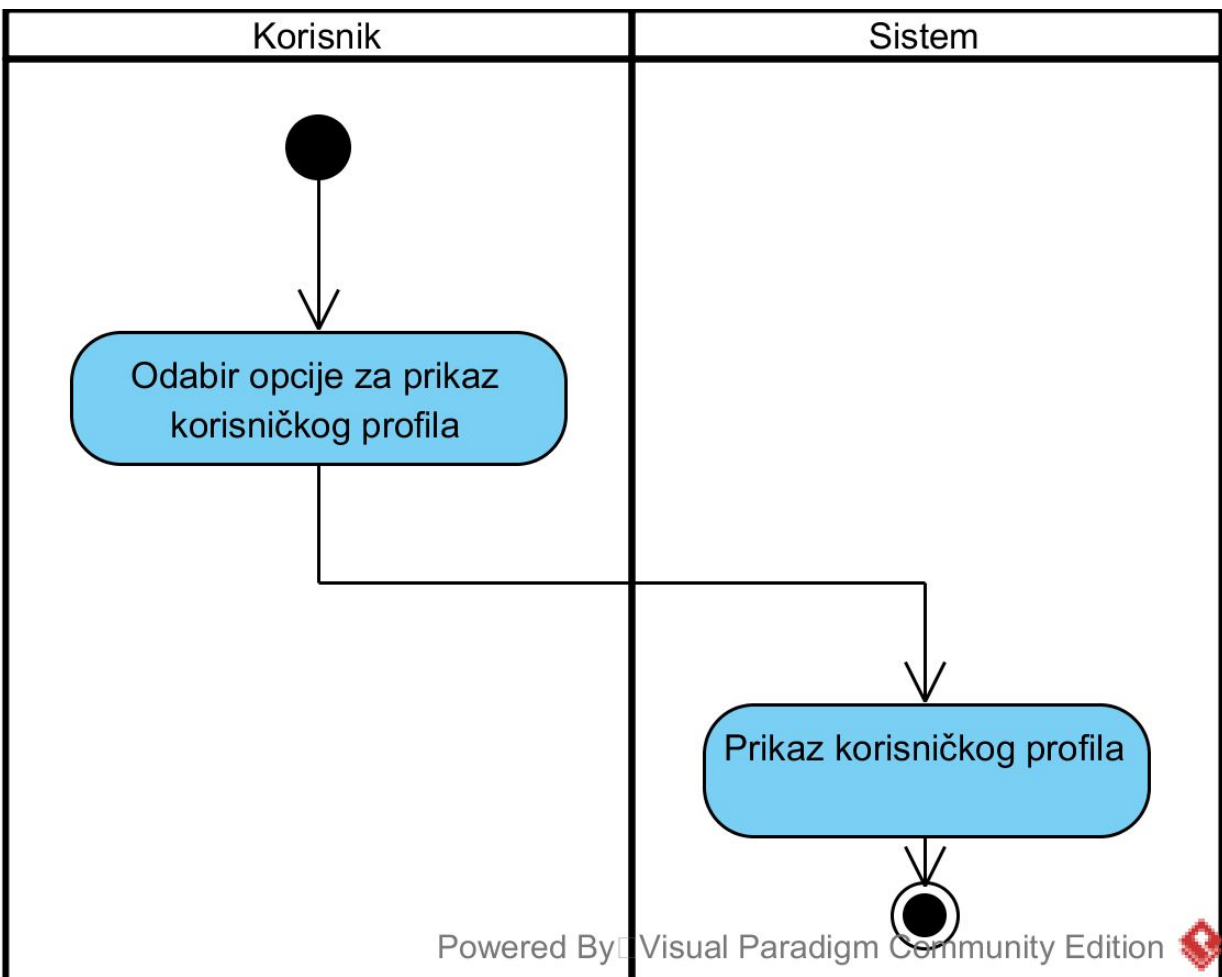 Korisnik
Sistem
Odabir opcije za prikaz
korisničkog profila
Prikaz korisničkog profila
Powered By Visual Paradigm Community Edition